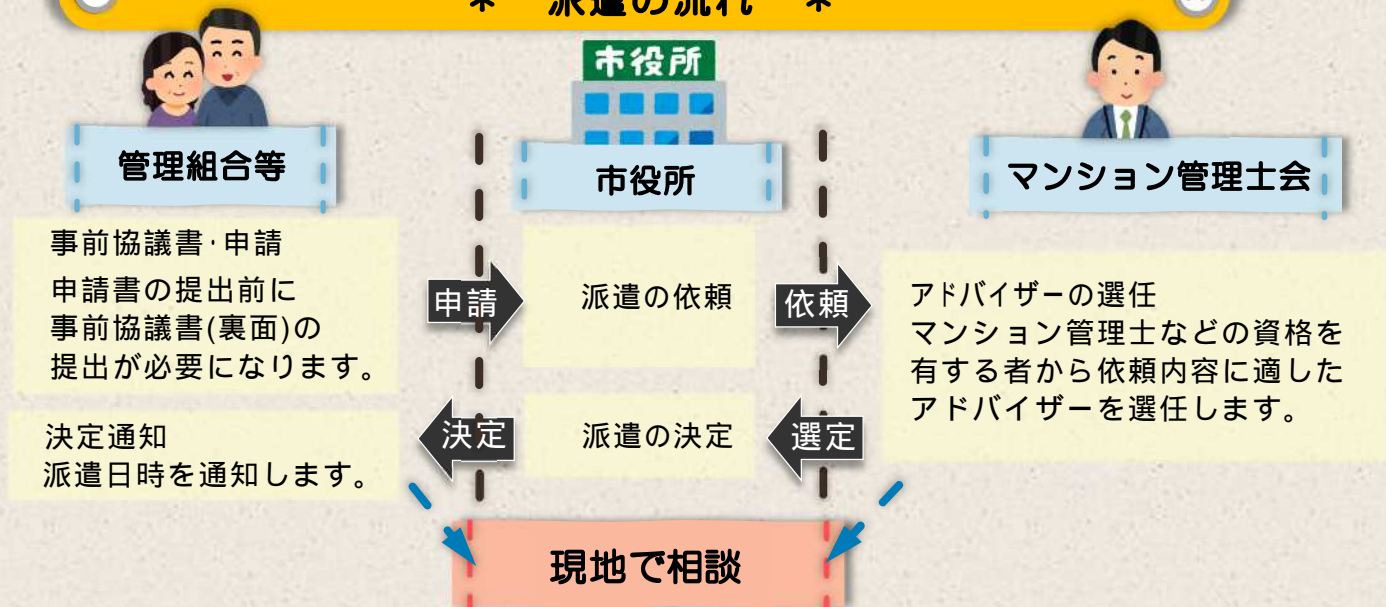 * 派遣の流れ *
市役所
管理組合等
市役所
マンション管理士会
事前協議書・申請
申請書の提出前に
事前協議書(裏面)の
提出が必要になります。
申請
派遣の依頼
依頼
アドバイザーの選任
マンション管理士などの資格を
有する者から依頼内容に適した
アドバイザーを選任します。
決定通知
派遣日時を通知します。
決定
派遣の決定
選定
現地で相談